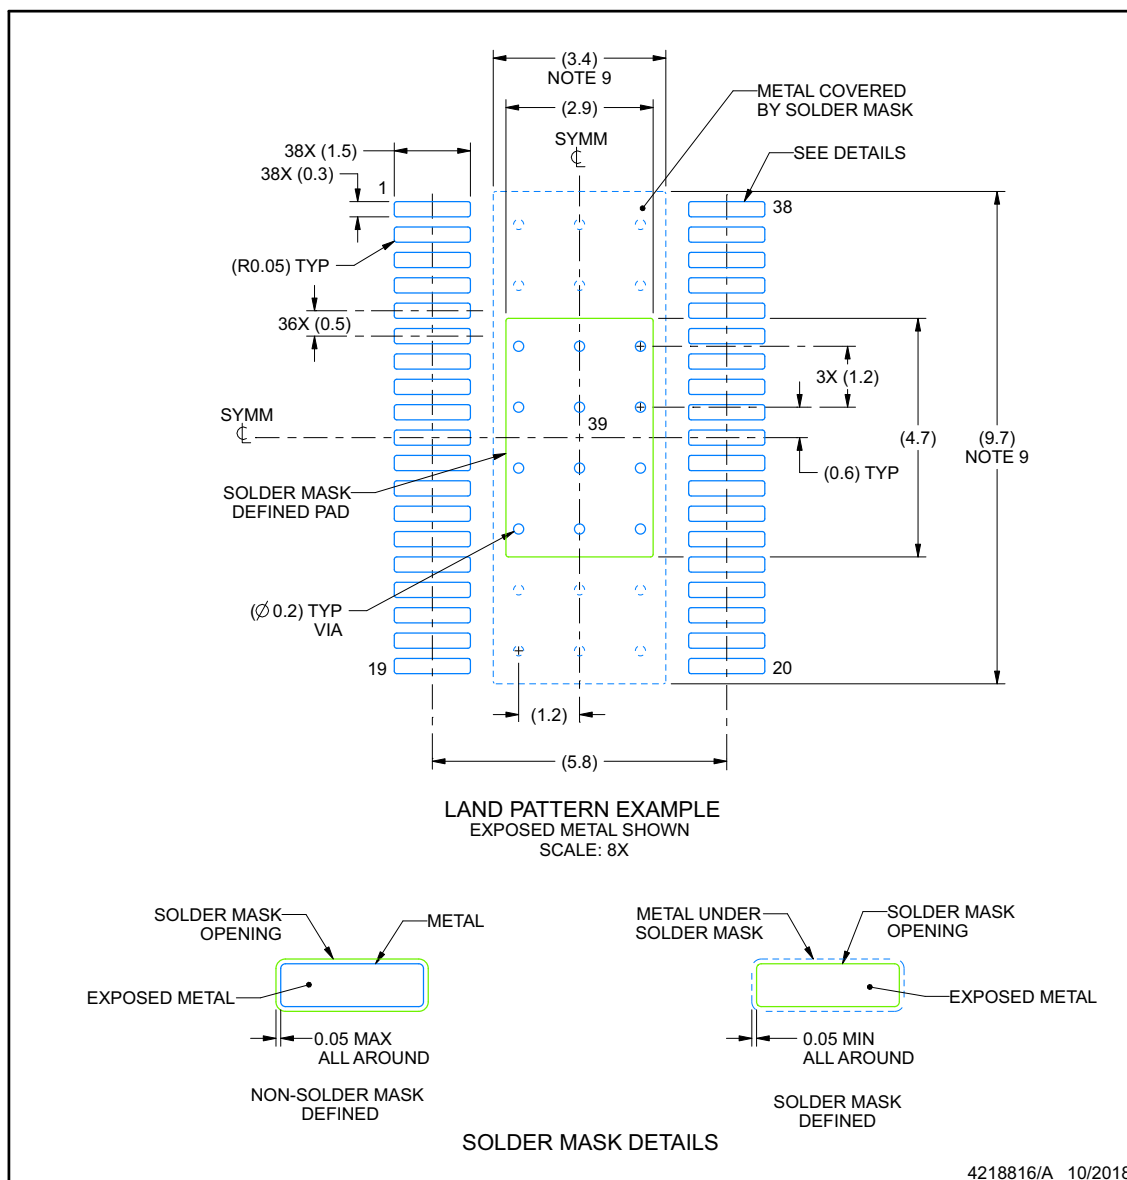 (3.4)
NOTE 9
METAL COVERED
BY SOLDER MASK
(2.9)
SYMM
38X (1.5)
SEE DETAILS
38X (0.3)
1
38
(R0.05) TYP
36X (0.5)
3X (1.2)
SYMM
39
(4.7)
(9.7)
NOTE 9
(0.6) TYP
SOLDER MASK
DEFINED PAD
(Ø 0.2) TYP
VIA
19
20
(1.2)
(5.8)
LAND PATTERN EXAMPLE
EXPOSED METAL SHOWN
SCALE: 8X
SOLDER MASK
OPENING
METAL
EXPOSED METAL
0.05 MAX
ALL AROUND
NON-SOLDER MASK
DEFINED
METAL UNDER
SOLDER MASK
SOLDER MASK
OPENING
EXPOSED METAL
0.05 MIN
ALL AROUND
SOLDER MASK
DEFINED
SOLDER MASK DETAILS
4218816/A 10/2018